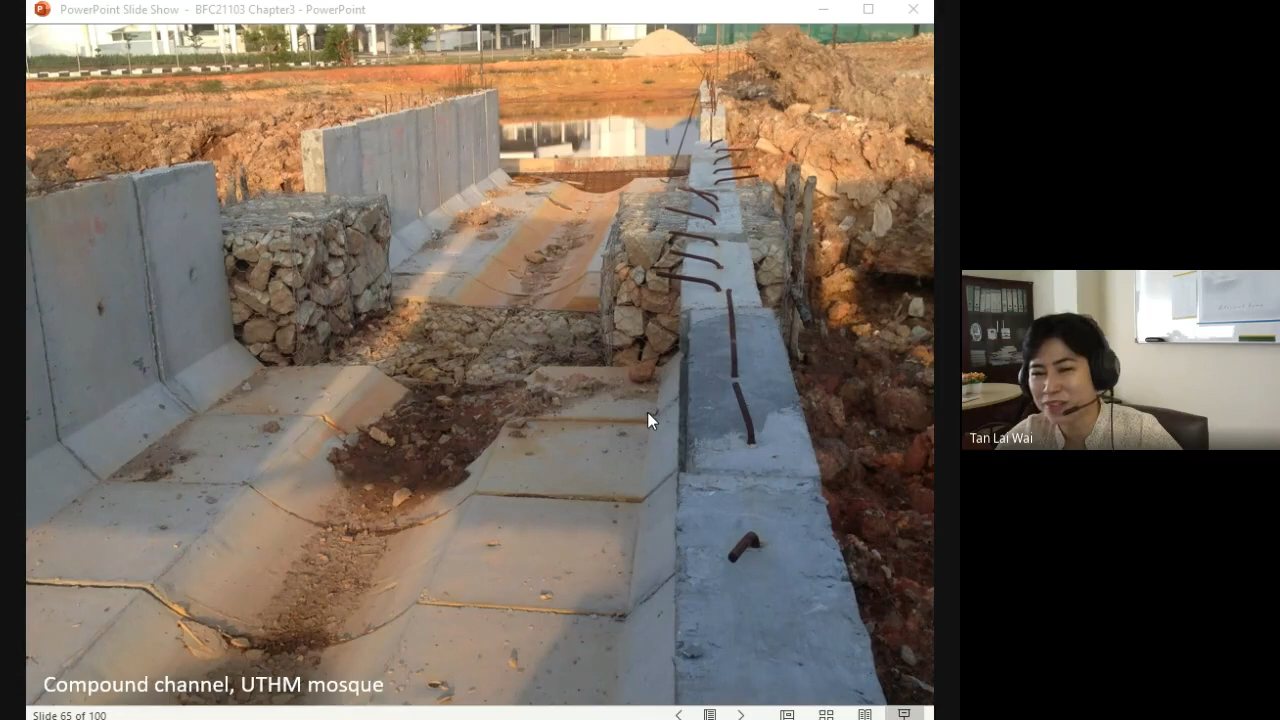 PowerPoint Slide Show - BFC21103 Chapter3 - PowerPoint
Tan Lai Wai
Compound channel, UTHM mosque
Slide 65 of 100